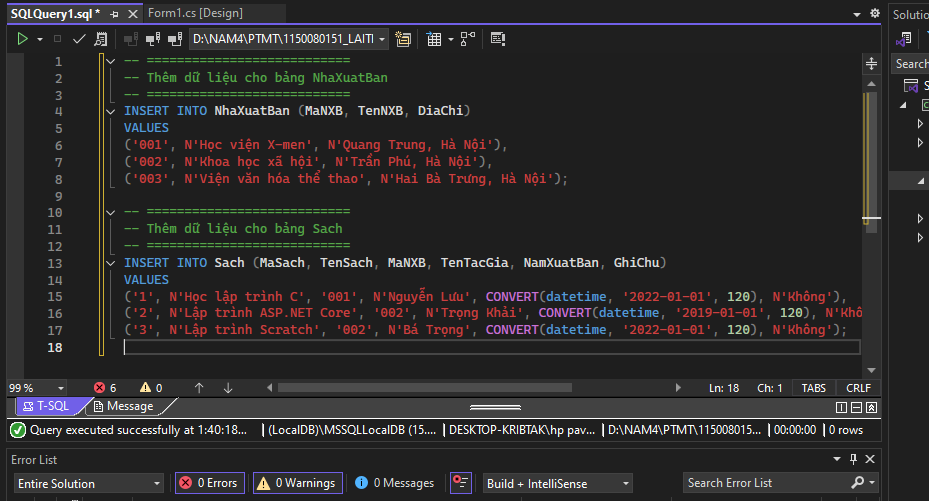 SQLQuery1.sql *
Form1.cs [Design]
Solutio
D:\NAM4\PTMT\1150080151_LAIT
Search
1 -- ===========================
2 -- Thêm dữ liệu cho bảng NhaXuatBan
3 -- ===========================
4 INSERT INTO NhaXuatBan (MaNXB, TenNXB, DiaChi)
5 VALUES
6 ('001', N'Học viện X-men', N'Quang Trung, Hà Nội'),
7 ('002', N'Khoa học xã hội', N'Trần Phú, Hà Nội'),
8 ('003', N'Viện văn hóa thể thao', N'Hai Bà Trưng, Hà Nội');
9
10 -- ===========================
11 -- Thêm dữ liệu cho bảng Sach
12 -- ===========================
13 INSERT INTO Sach (MaSach, TenSach, MaNXB, TenTacGia, NamXuatBan, GhiChu)
14 VALUES
15 ('1', N'Học lập trình C', '001', N'Nguyễn Lưu', CONVERT(datetime, '2022-01-01', 120), N'Không'),
16 ('2', N'Lập trình ASP.NET Core', '002', N'Trọng Khải', CONVERT(datetime, '2019-01-01', 120), N'Khô
17 ('3', N'Lập trình Scratch', '002', N'Bá Trọng', CONVERT(datetime, '2022-01-01', 120), N'Không');
18
99 % 6 0 Ln: 18 Ch: 1 TABS CRLF
T-SQL Message
Query executed successfully at 1:40:18... (LocalDB)\MSSQLLocalDB (15.... DESKTOP-KRIBTAK\hp pav... D:\NAM4\PTMT\115008015... 00:00:00 0 rows
Error List
Entire Solution 0 Errors 0 Warnings 0 Messages Build + IntelliSense Search Error List